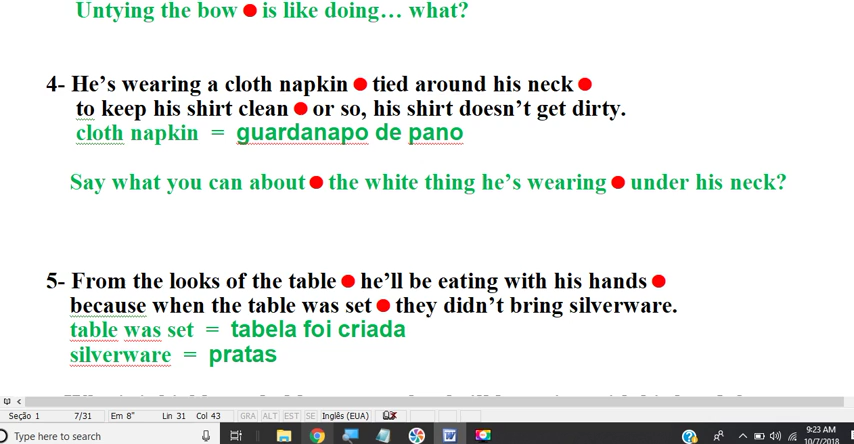 Untying the bow ● is like doing… what?
4- He’s wearing a cloth napkin ● tied around his neck ●
to keep his shirt clean ● or so, his shirt doesn’t get dirty.
cloth napkin = guardanapo de pano
Say what you can about ● the white thing he’s wearing ● under his neck?
5- From the looks of the table ● he’ll be eating with his hands ●
because when the table was set ● they didn’t bring silverware.
table was set = tabela foi criada
silverware = pratas
Seção 1 7/31 Em 8" Lin 31 Col 43 GRA ALT EST SE Inglês (EUA)
Type here to search
9:23 AM
10/7/2018